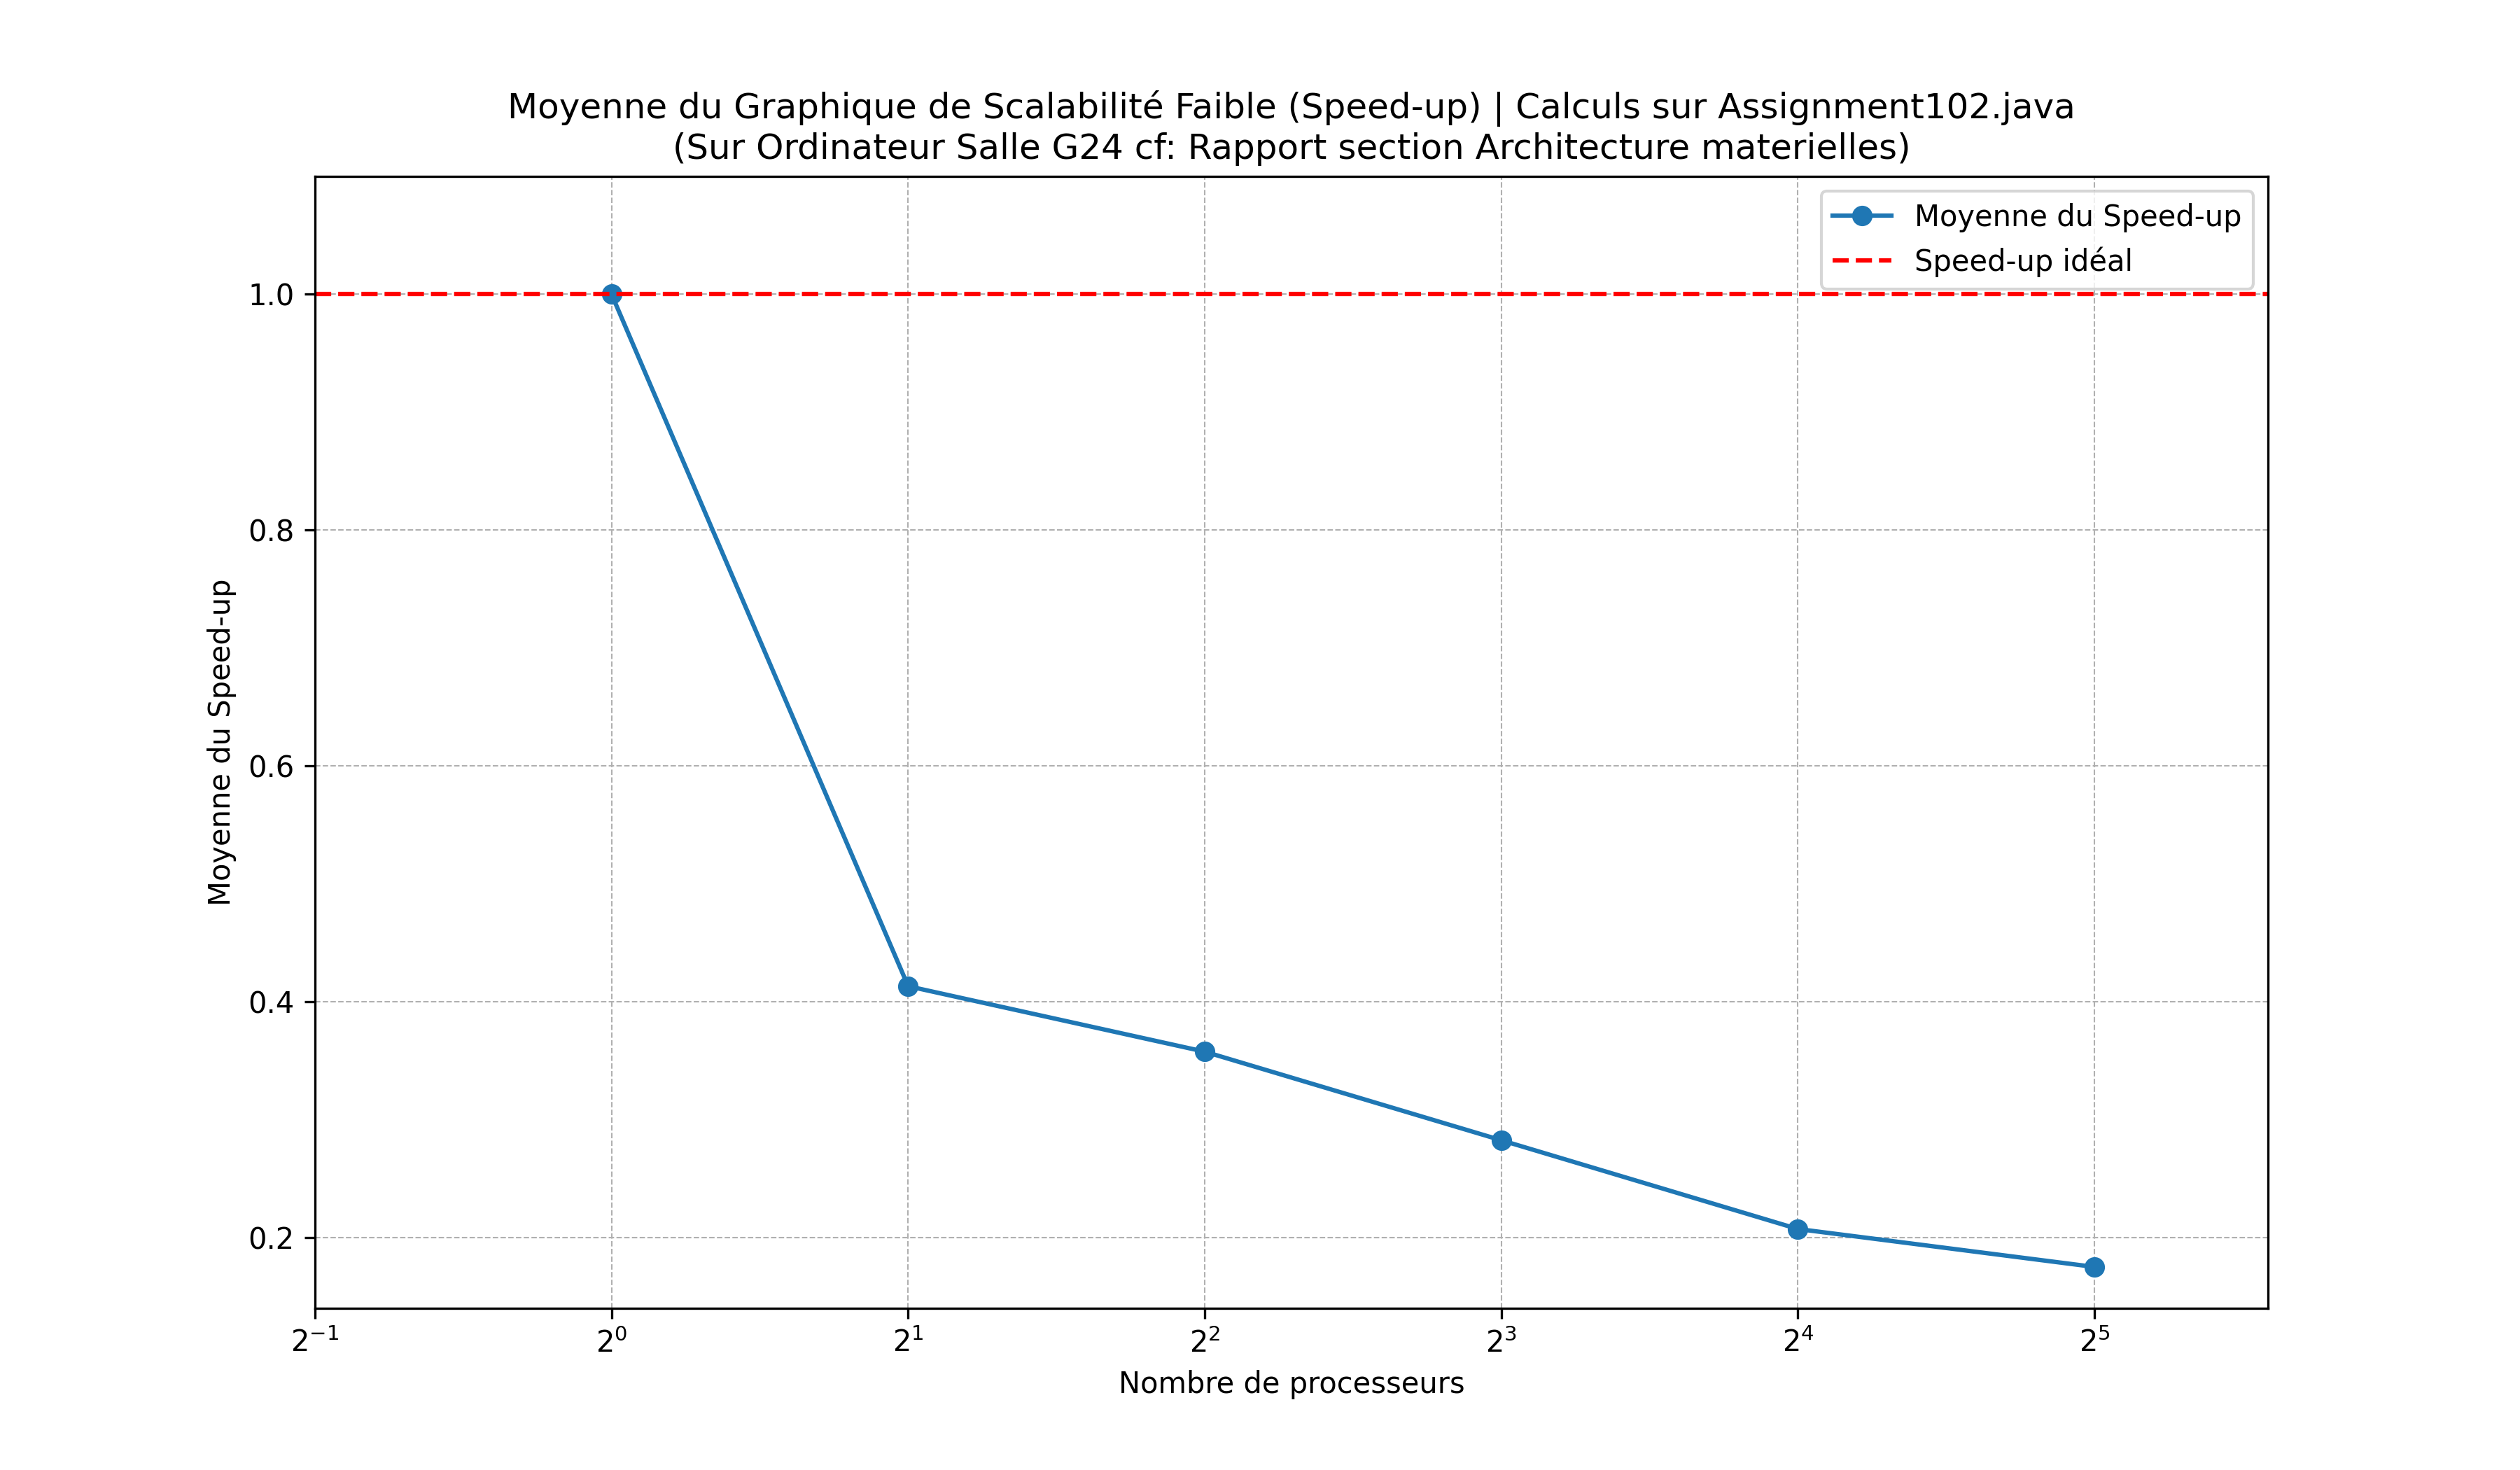 Moyenne du Graphique de Scalabilité Faible (Speed-up) | Calculs sur Assignment102.java
(Sur Ordinateur Salle G24 cf: Rapport section Architecture materielles)
Moyenne du Speed-up
Speed-up idéal
Moyenne du Speed-up
1.0
0.8
0.6
0.4
0.2
2⁻¹ 2⁰ 2¹ 2² 2³ 2⁴ 2⁵
Nombre de processeurs